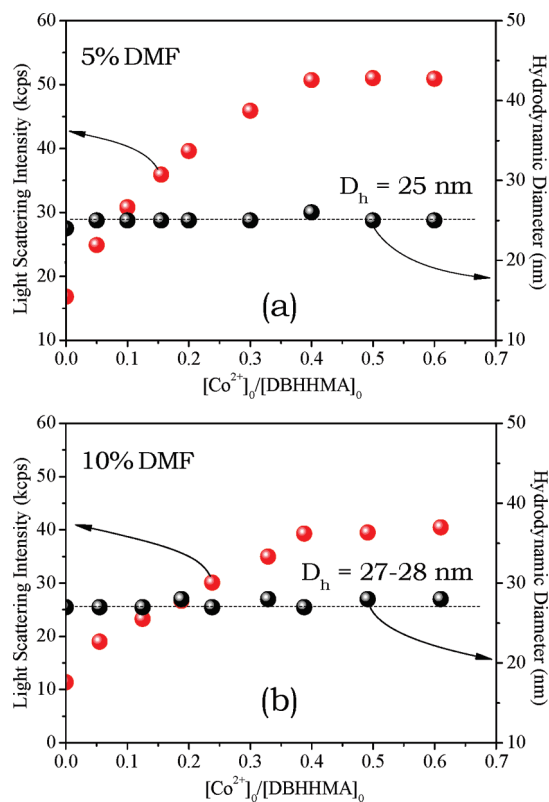 60
50
40
30
20
10
Light Scattering Intensity (kcps)
5% DMF
D_h = 25 nm
(a)
50
40
30
20
10
Hydrodynamic Diameter (nm)
0.0 0.1 0.2 0.3 0.4 0.5 0.6 0.7
[Co²⁺]₀/[DBHHMA]₀
60
50
40
30
20
10
0
Light Scattering Intensity (kcps)
10% DMF
D_h = 27-28 nm
(b)
50
40
30
20
10
Hydrodynamic Diameter (nm)
0.0 0.1 0.2 0.3 0.4 0.5 0.6 0.7
[Co²⁺]₀/[DBHHMA]₀